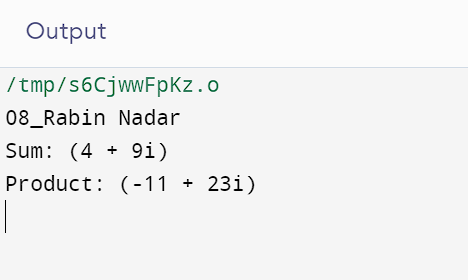 Output
/tmp/s6CjwwFpKz.o
08_Rabin Nadar
Sum: (4 + 9i)
Product: (-11 + 23i)